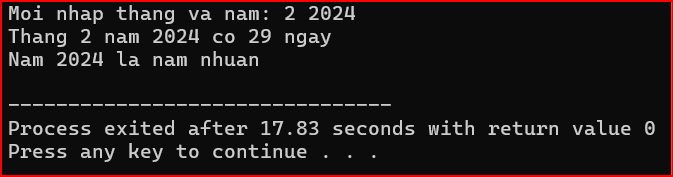 Moi nhap thang va nam: 2 2024
Thang 2 nam 2024 co 29 ngay
Nam 2024 la nam nhuan
--------------------------------
Process exited after 17.83 seconds with return value 0
Press any key to continue . . .